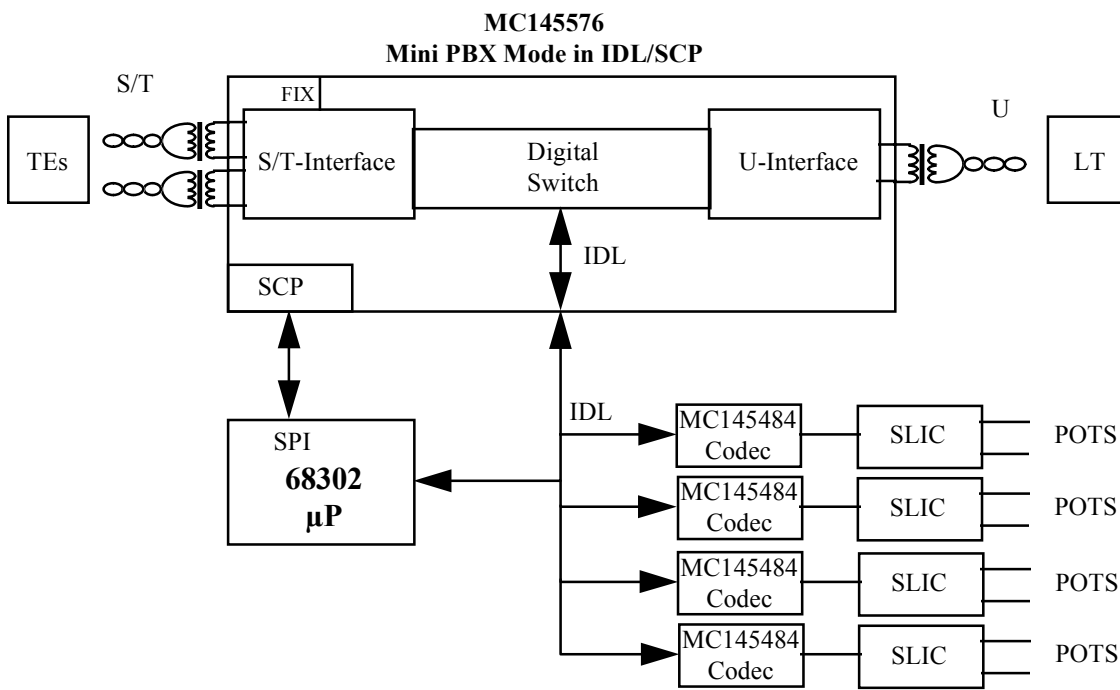 MC145576
Mini PBX Mode in IDL/SCP
S/T
FIX
U
TEs
S/T-Interface
Digital
Switch
U-Interface
LT
IDL
SCP
IDL
SPI
68302
µP
MC145484
Codec
SLIC
POTS
MC145484
Codec
SLIC
POTS
MC145484
Codec
SLIC
POTS
MC145484
Codec
SLIC
POTS